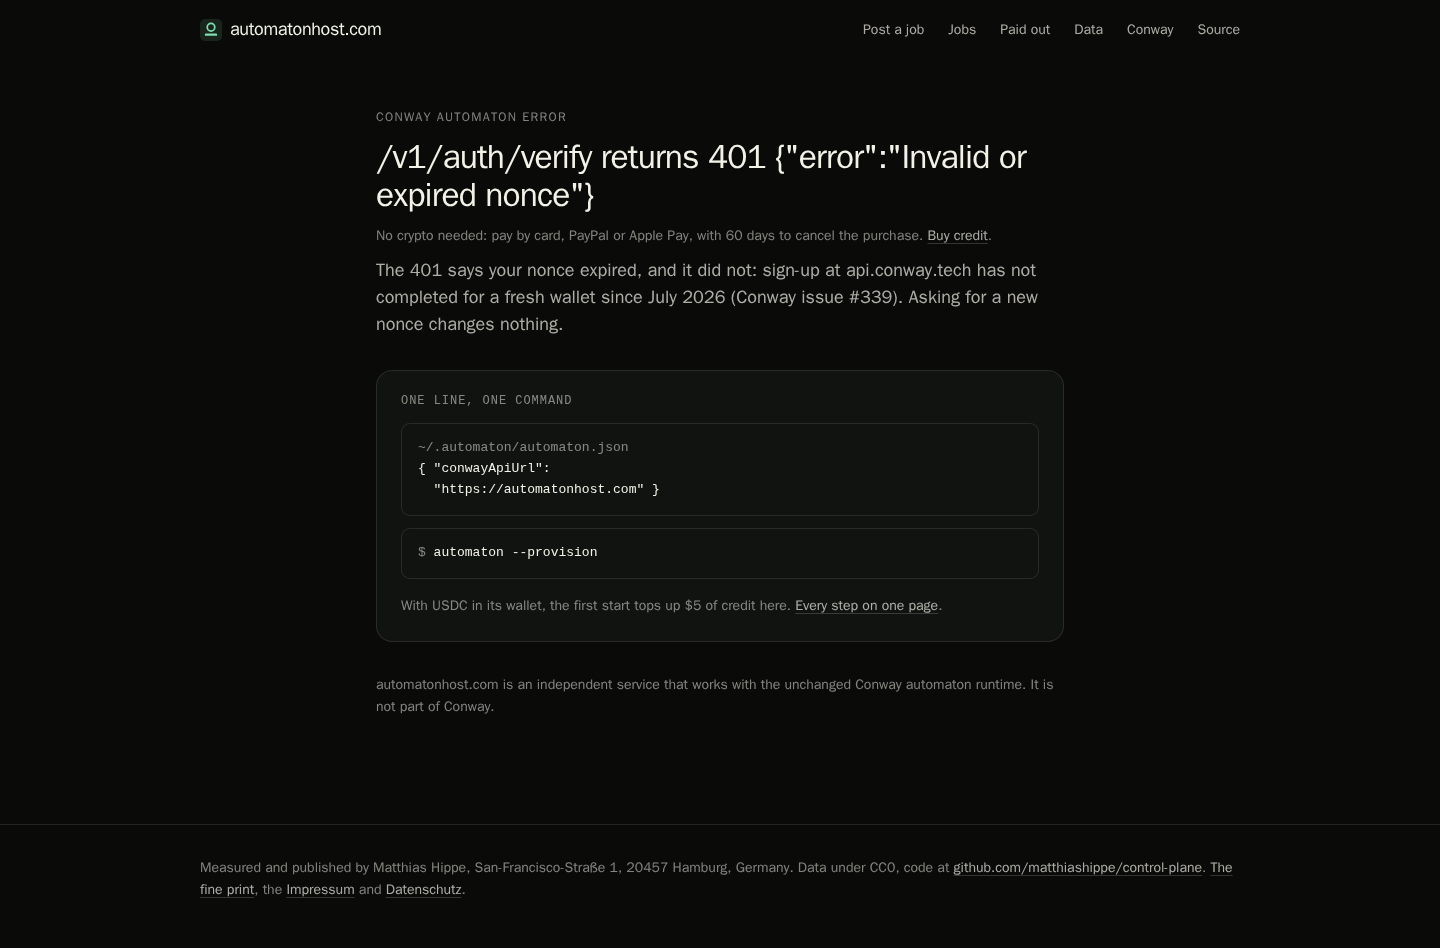 automatonhost.com
Post a job
Jobs
Paid out
Data
Conway
Source
CONWAY AUTOMATON ERROR
/v1/auth/verify returns 401 {"error":"Invalid or
expired nonce"}
No crypto needed: pay by card, PayPal or Apple Pay, with 60 days to cancel the purchase. Buy credit.
The 401 says your nonce expired, and it did not: sign-up at api.conway.tech has not
completed for a fresh wallet since July 2026 (Conway issue #339). Asking for a new
nonce changes nothing.
ONE LINE, ONE COMMAND
~/.automaton/automaton.json
{ "conwayApiUrl":
"https://automatonhost.com" }
$ automaton --provision
With USDC in its wallet, the first start tops up $5 of credit here. Every step on one page.
automatonhost.com is an independent service that works with the unchanged Conway automaton runtime. It is
not part of Conway.
Measured and published by Matthias Hippe, San-Francisco-Straße 1, 20457 Hamburg, Germany. Data under CC0, code at github.com/matthiashippe/control-plane. The
fine print, the Impressum and Datenschutz.